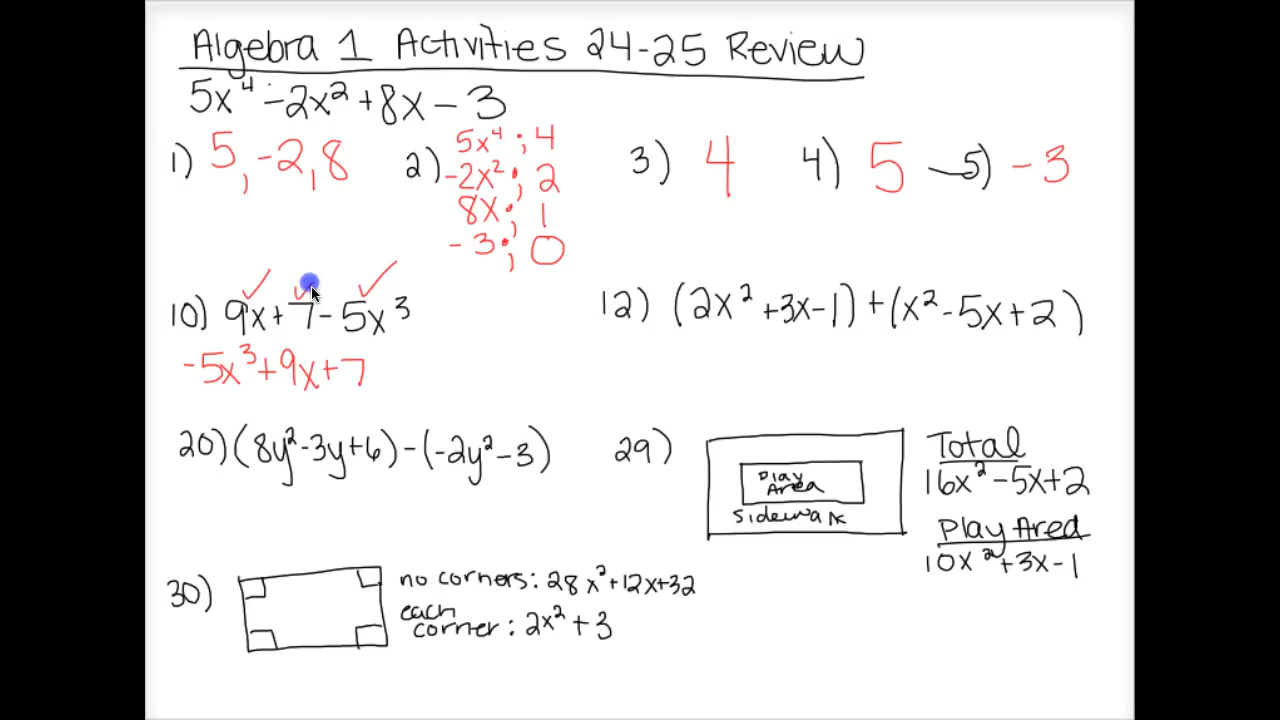 Algebra 1 Activities 24-25 Review
5x⁴ -2x² +8x - 3
1) 5, -2, 8
2) 5x⁴; 4
-2x²; 2
8x; 1
-3; 0
3) 4
4) 5
5) -3
10) 9x+7-5x³
-5x³+9x+7
12) (2x²+3x-1)+(x²-5x+2)
20) (8y²-3y+6)-(-2y²-3)
29)
Play
Area
Sidewalk
Total
16x²-5x+2
Play Area
10x²+3x-1
30)
no corners: 28x²+12x+32
each
corner: 2x²+3